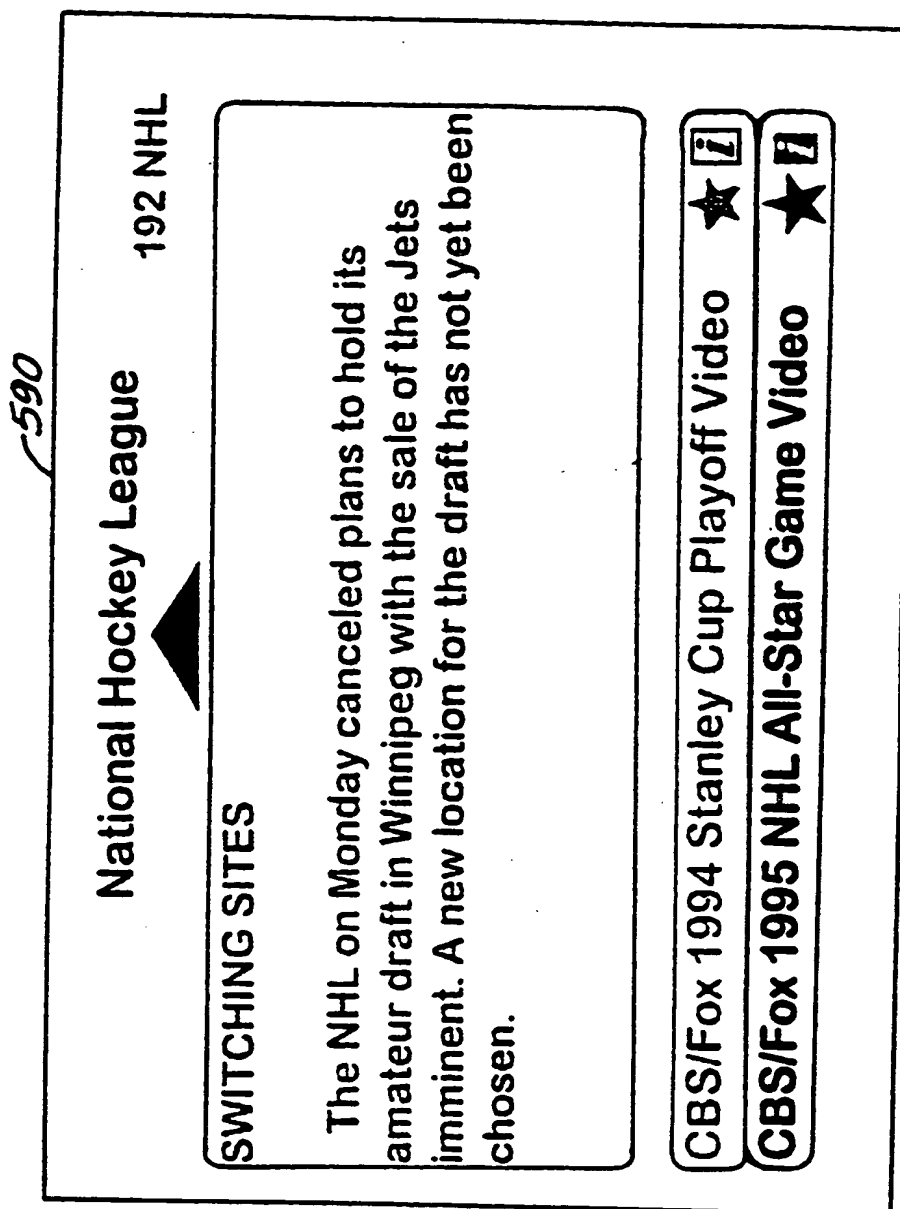 590
National Hockey League 192 NHL
SWITCHING SITES
The NHL on Monday canceled plans to hold its
amateur draft in Winnipeg with the sale of the Jets
imminent. A new location for the draft has not yet been
chosen.
CBS/Fox 1994 Stanley Cup Playoff Video i
CBS/Fox 1995 NHL All-Star Game Video i